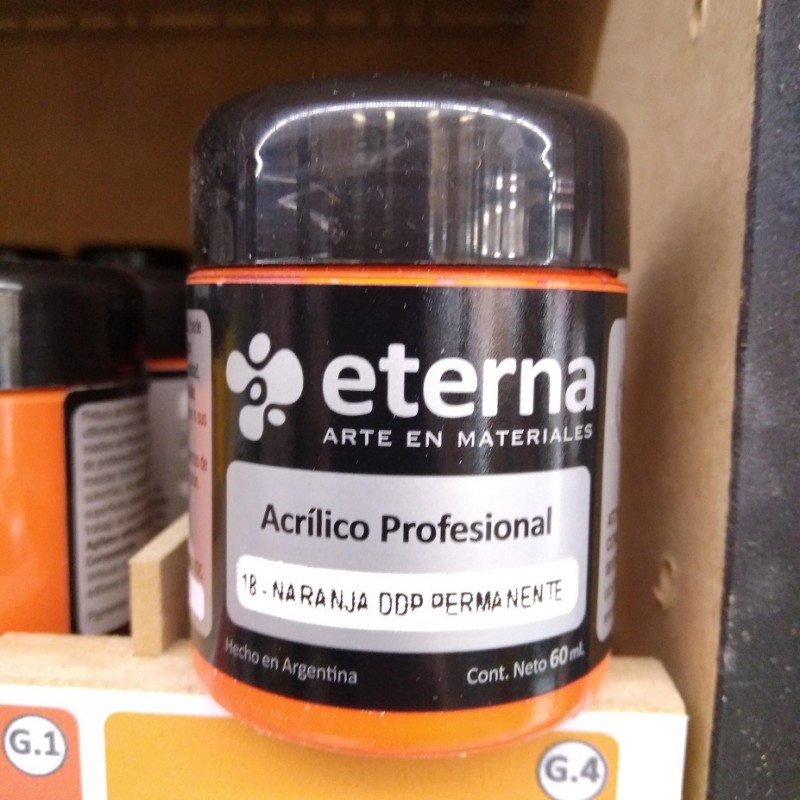 eterna
ARTE EN MATERIALES
Acrílico Profesional
18-NARANJA DDP PERMANENTE
Hecho en Argentina
Cont. Neto 60 ml.
G.1
G.4